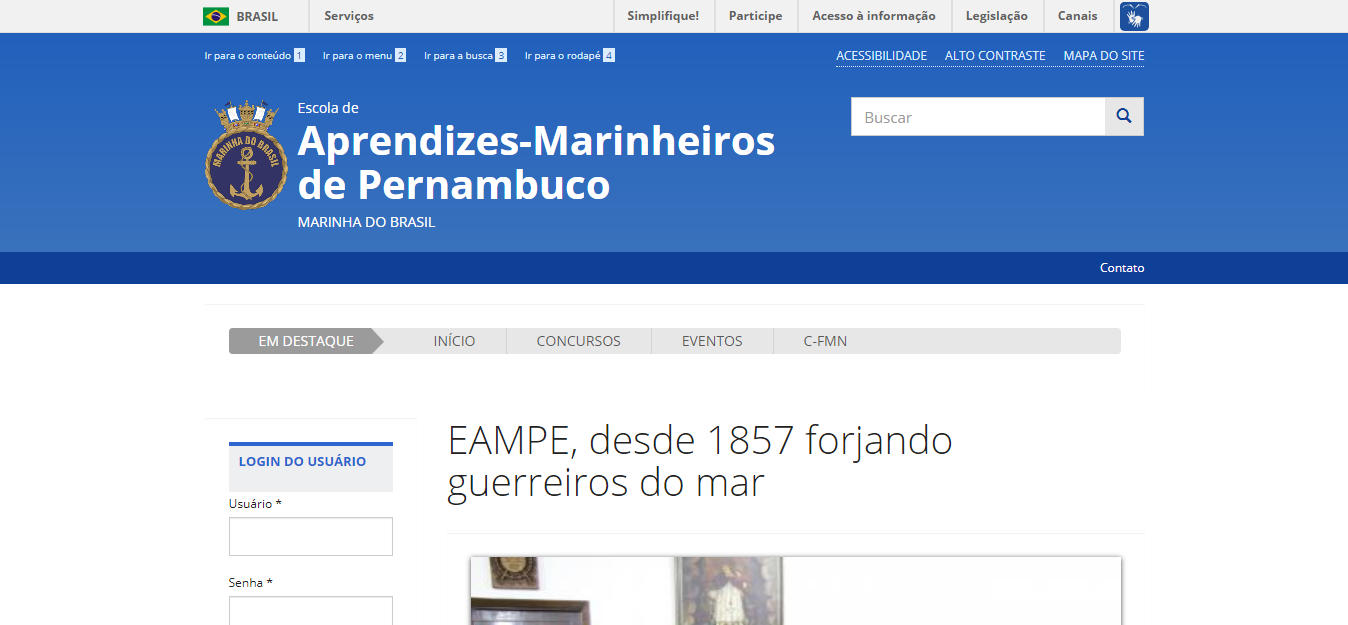 BRASIL
Serviços
Simplifique!
Participe
Acesso à informação
Legislação
Canais
Ir para o conteúdo 1
Ir para o menu 2
Ir para a busca 3
Ir para o rodapé 4
ACESSIBILIDADE
ALTO CONTRASTE
MAPA DO SITE
MARINHA DO BRASIL
Escola de
Aprendizes-Marinheiros
de Pernambuco
MARINHA DO BRASIL
Buscar
Contato
EM DESTAQUE
INÍCIO
CONCURSOS
EVENTOS
C-FMN
LOGIN DO USUÁRIO
Usuário *
Senha *
EAMPE, desde 1857 forjando
guerreiros do mar